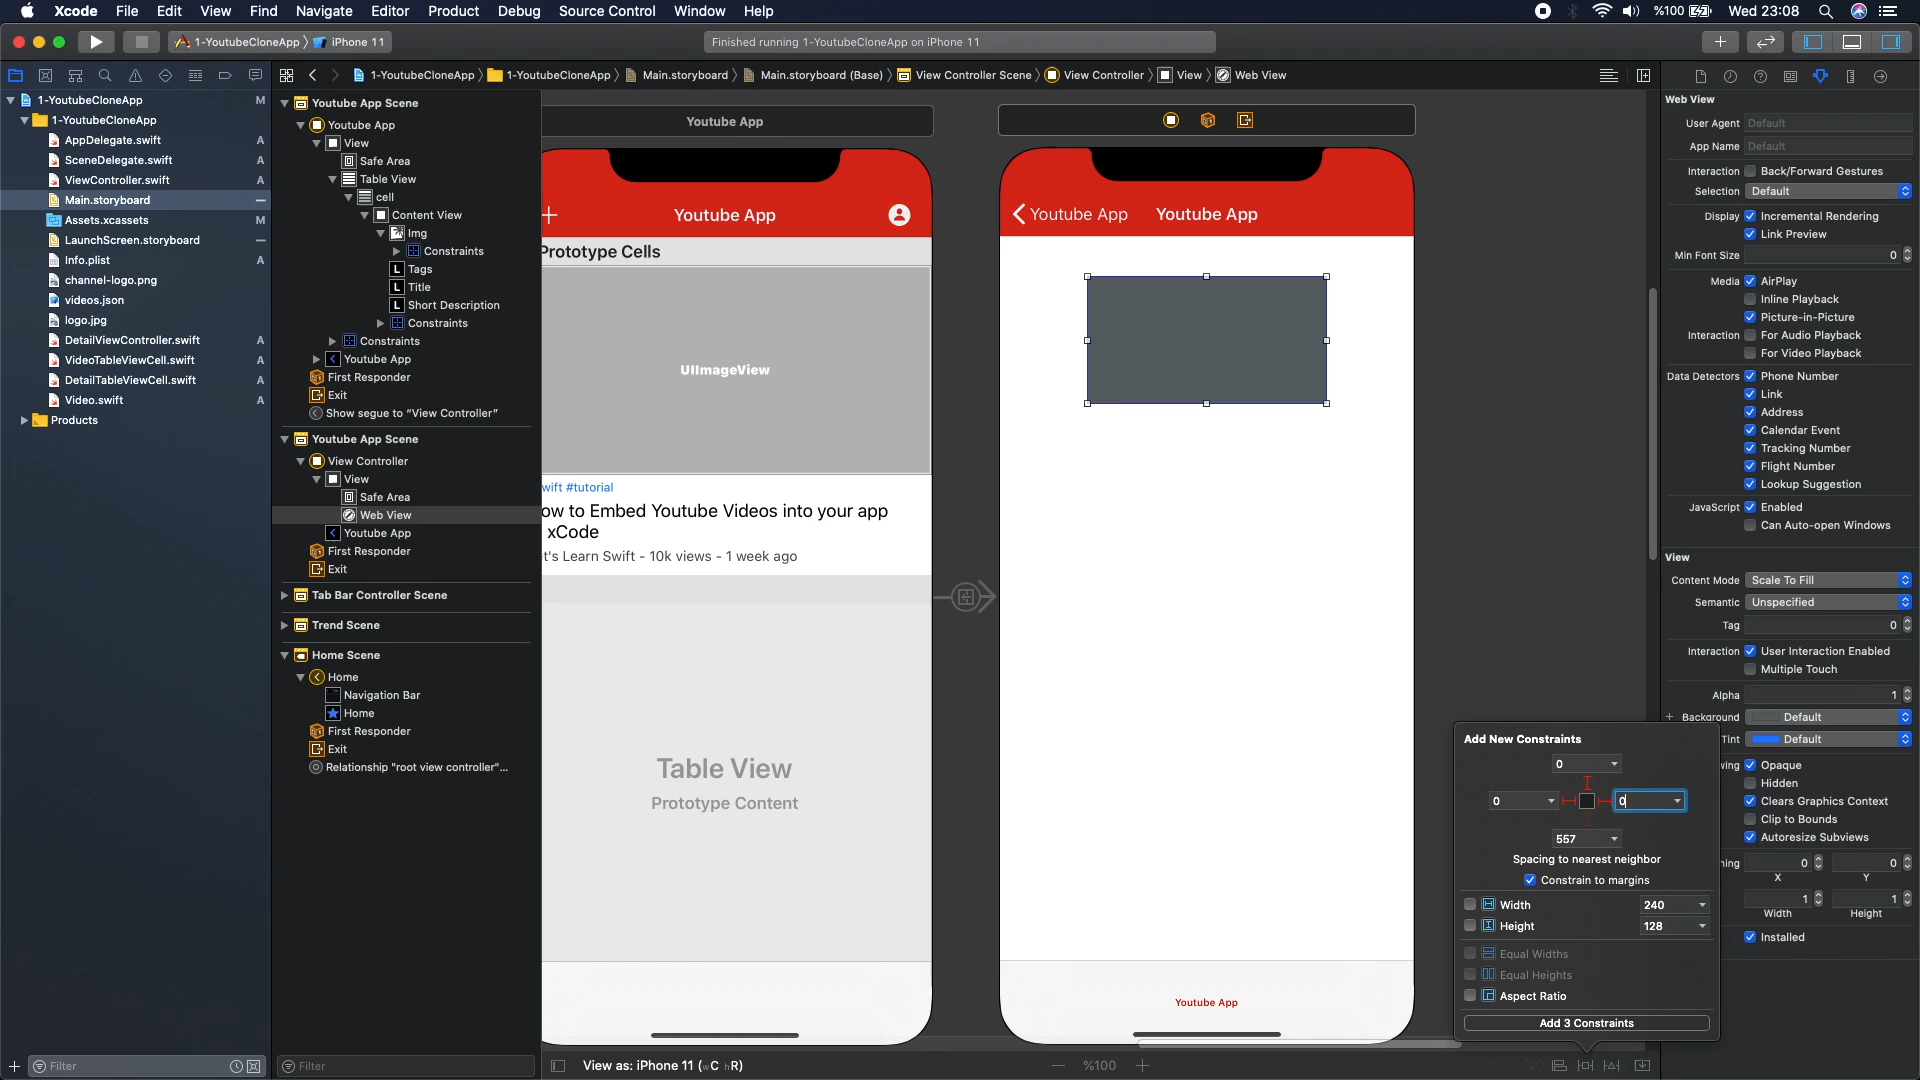 Xcode File Edit View Find Navigate Editor Product Debug Source Control Window Help
%100 Wed 23:08
1-YoutubeCloneApp iPhone 11
Finished running 1-YoutubeCloneApp on iPhone 11
1-YoutubeCloneApp 1-YoutubeCloneApp Main.storyboard Main.storyboard (Base) View Controller Scene View Controller View Web View
1-YoutubeCloneApp M
1-YoutubeCloneApp
AppDelegate.swift A
SceneDelegate.swift A
ViewController.swift A
Main.storyboard
Assets.xcassets M
LaunchScreen.storyboard
Info.plist A
channel-logo.png
videos.json
logo.jpg
DetailViewController.swift A
VideoTableViewCell.swift A
DetailTableViewCell.swift A
Video.swift A
Products
Filter
Youtube App Scene
Youtube App
View
Safe Area
Table View
cell
Content View
Img
Constraints
L Tags
L Title
L Short Description
Constraints
Constraints
Youtube App
First Responder
Exit
Show segue to "View Controller"
Youtube App Scene
View Controller
View
Safe Area
Web View
Youtube App
First Responder
Exit
Tab Bar Controller Scene
Trend Scene
Home Scene
Home
Navigation Bar
Home
First Responder
Exit
Relationship "root view controller"...
Filter
Youtube App
Youtube App
Prototype Cells
UIImageView
wift #tutorial
ow to Embed Youtube Videos into your app
xCode
t's Learn Swift - 10k views - 1 week ago
Table View
Prototype Content
Youtube App Youtube App
Youtube App
View as: iPhone 11 (wC hR)
%100
Web View
User Agent Default
App Name Default
Interaction Back/Forward Gestures
Selection Default
Display Incremental Rendering
Link Preview
Min Font Size 0
Media AirPlay
Inline Playback
Picture-in-Picture
Interaction For Audio Playback
For Video Playback
Data Detectors Phone Number
Link
Address
Calendar Event
Tracking Number
Flight Number
Lookup Suggestion
JavaScript Enabled
Can Auto-open Windows
View
Content Mode Scale To Fill
Semantic Unspecified
Tag 0
Interaction User Interaction Enabled
Multiple Touch
Alpha 1
Background Default
Tint Default
wing Opaque
Hidden
Clears Graphics Context
Clip to Bounds
Autoresize Subviews
hing 0 0
X Y
1 1
Width Height
Installed
Add New Constraints
0
0 0
557
Spacing to nearest neighbor
Constrain to margins
Width 240
Height 128
Equal Widths
Equal Heights
Aspect Ratio
Add 3 Constraints